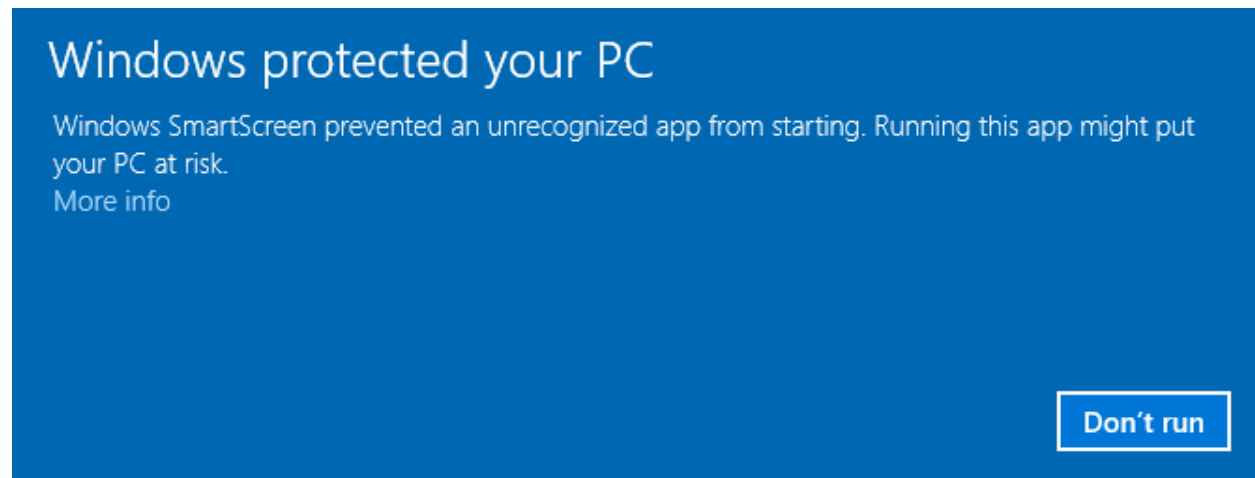 Windows protected your PC
Windows SmartScreen prevented an unrecognized app from starting. Running this app might put
your PC at risk.
More info
Don't run